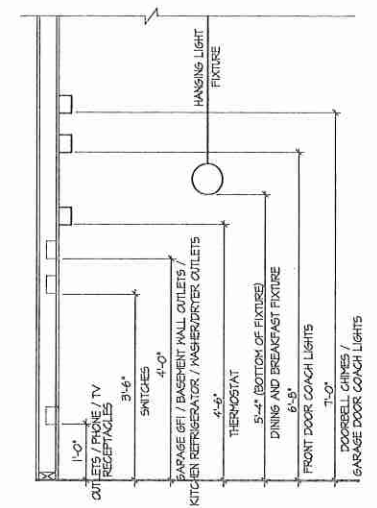 1'-0"
OUTLETS / PHONE / TV
RECEPTACLES
3'-6"
SWITCHES
4'-0"
GARAGE GFI / BASEMENT WALL OUTLETS /
KITCHEN REFRIGERATOR / WASHER/DRYER OUTLETS
4'-6"
THERMOSTAT
5'-4" (BOTTOM OF FIXTURE)
DINING AND BREAKFAST FIXTURE
6'-8"
FRONT DOOR COACH LIGHTS
7'-0"
DOORBELL CHIMES /
GARAGE DOOR COACH LIGHTS
HANGING LIGHT
FIXTURE